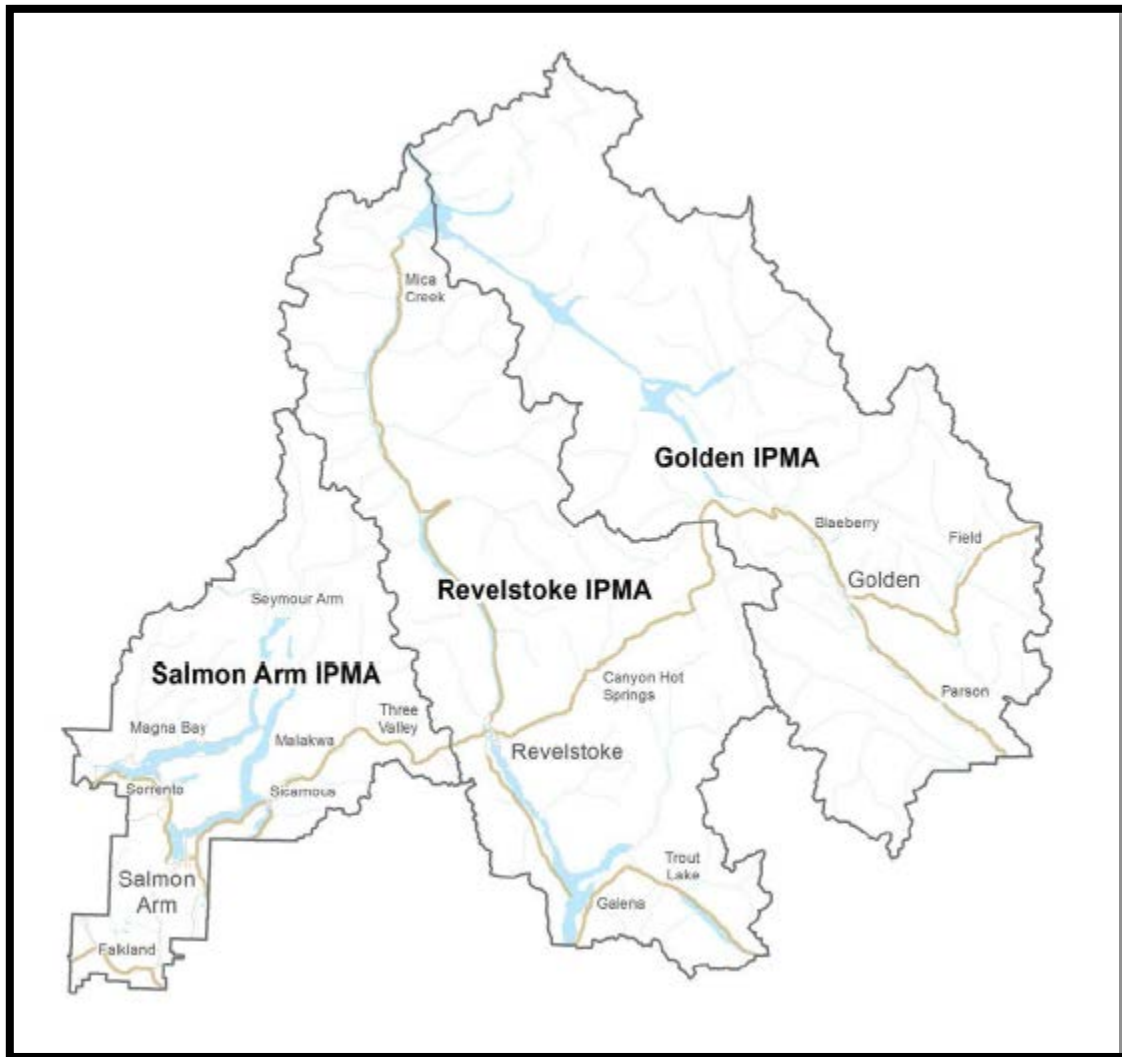 Mica
Creek
Golden IPMA
Blaeberry
Field
Golden
Revelstoke IPMA
Seymour Arm
Salmon Arm IPMA
Canyon Hot
Springs
Parson
Three
Valley
Magna Bay
Malakwa
Revelstoke
Sorrento
Sicamous
Trout
Lake
Salmon
Arm
Galena
Falkland